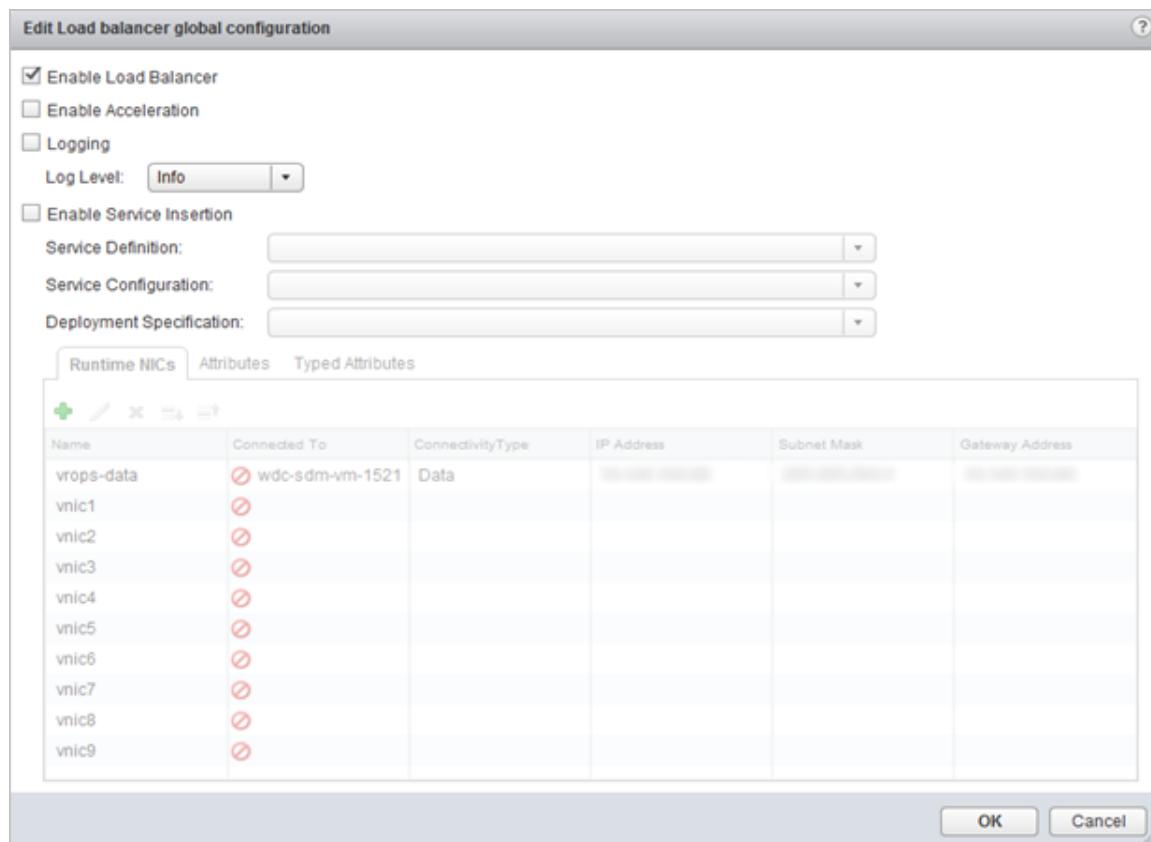 Edit Load balancer global configuration ?
Enable Load Balancer
Enable Acceleration
Logging
Log Level: Info
Enable Service Insertion
Service Definition:
Service Configuration:
Deployment Specification:
Runtime NICs Attributes Typed Attributes
Name Connected To ConnectivityType IP Address Subnet Mask Gateway Address
vrops-data wdc-sdm-vm-1521 Data
vnic1
vnic2
vnic3
vnic4
vnic5
vnic6
vnic7
vnic8
vnic9
OK Cancel